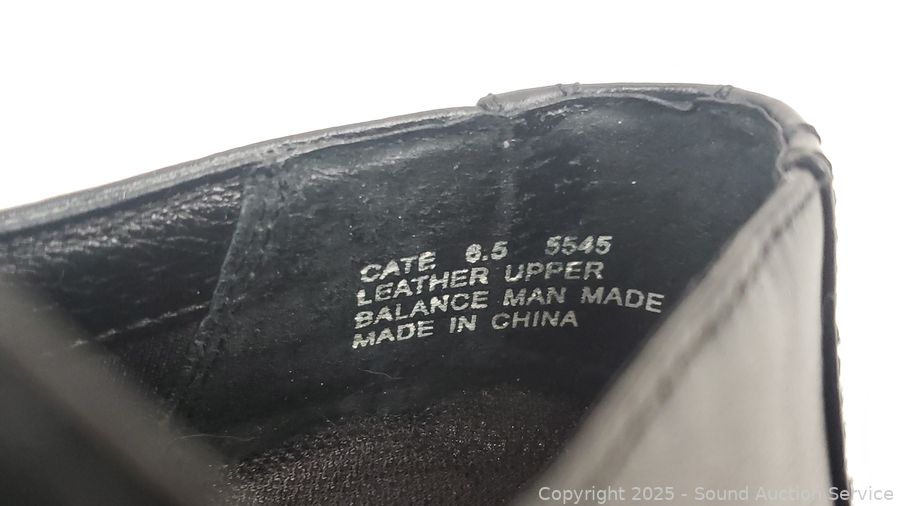 CATE 6.5 5545
LEATHER UPPER
BALANCE MAN MADE
MADE IN CHINA
Copyright 2025 - Sound Auction Service